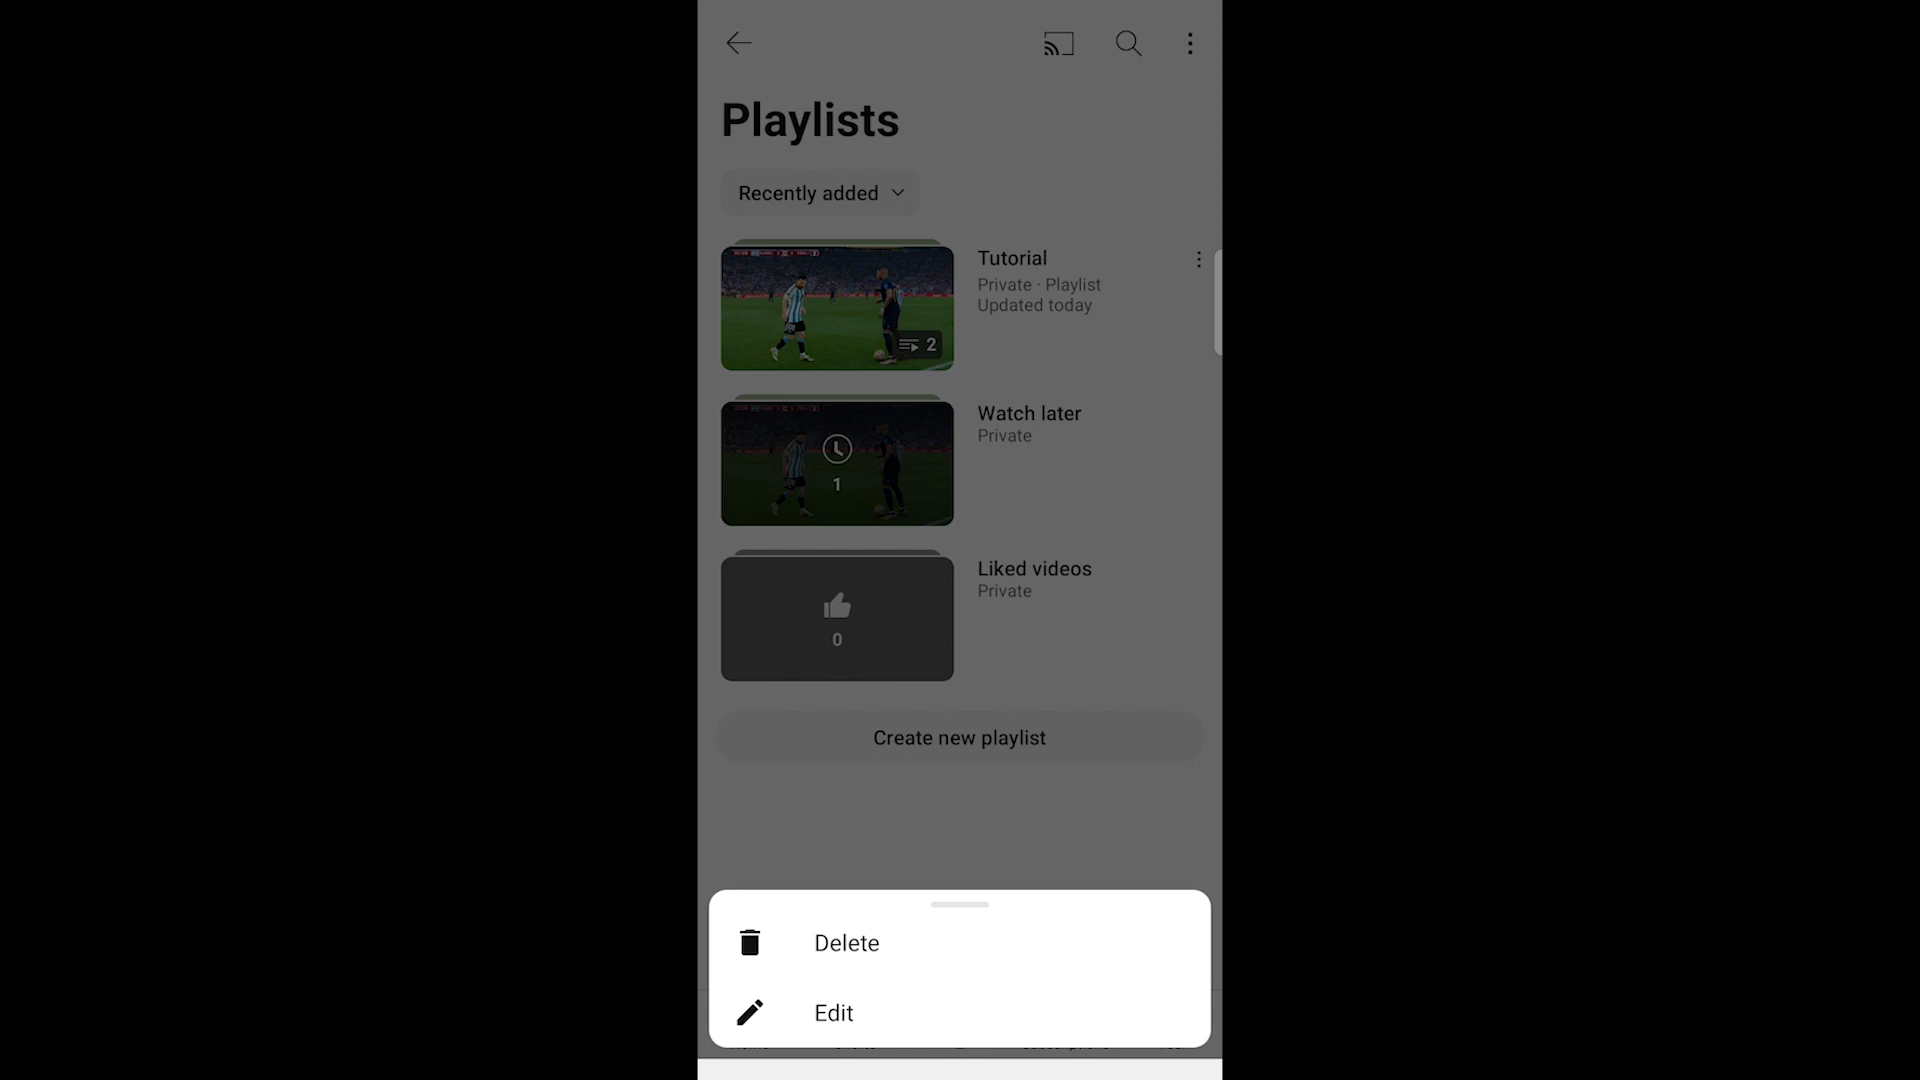 Playlists
Recently added
Tutorial
Private · Playlist
Updated today
2
Watch later
Private
1
Liked videos
Private
0
Create new playlist
Delete
Edit